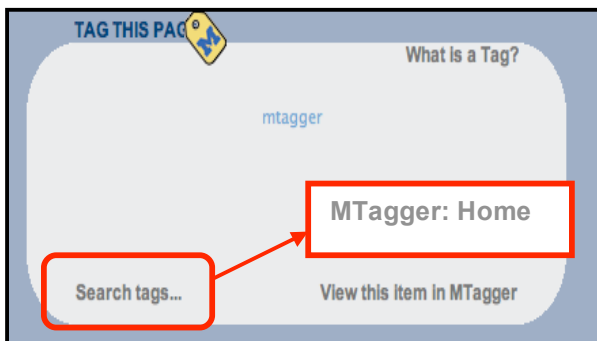 TAG THIS PAG
What is a Tag?
mtagger
MTagger: Home
Search tags...
View this item in MTagger